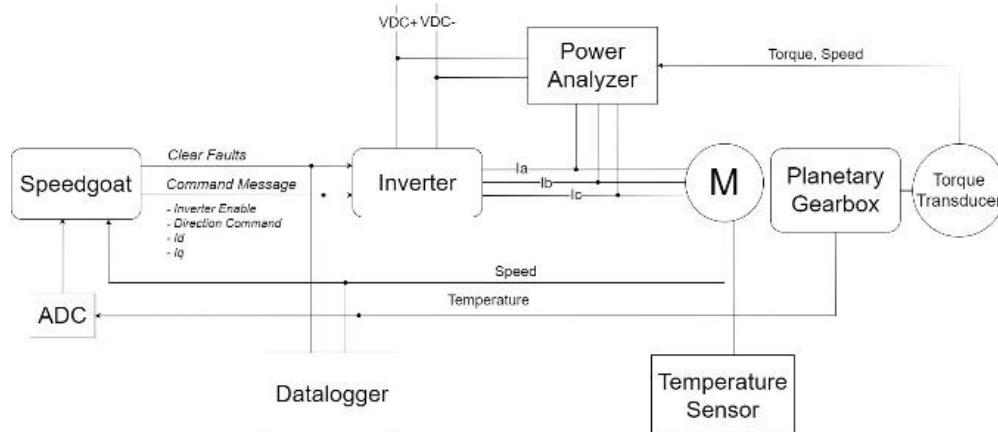 VDC+ VDC-
Power
Analyzer
Torque, Speed
Clear Faults
Speedgoat
Command Message
- Inverter Enable
- Direction Command
- Id
- Iq
Inverter
Ia
Ib
Ic
M
Planetary
Gearbox
Torque
Transducer
Speed
Temperature
ADC
Datalogger
Temperature
Sensor